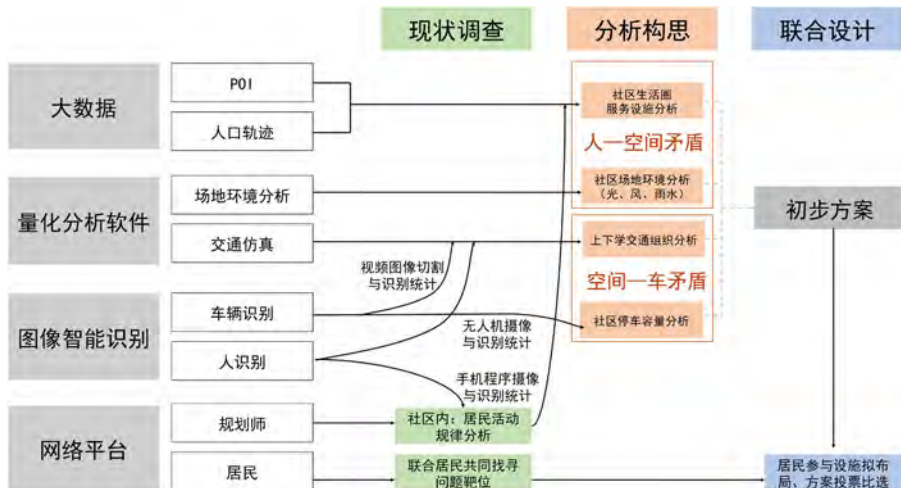 现状调查
分析构思
联合设计
大数据
POI
人口轨迹
社区生活圈
服务设施分析
人—空间矛盾
量化分析软件
场地环境分析
社区场地环境分析
（光、风、雨水）
初步方案
交通仿真
上下学交通组织分析
视频图像切割
与识别统计
空间—车矛盾
图像智能识别
车辆识别
社区停车容量分析
无人机摄像
与识别统计
人识别
手机程序摄像
与识别统计
网络平台
规划师
社区内：居民活动
规律分析
居民
联合居民共同找寻
问题靶位
居民参与设施拟布
局、方案投票比选